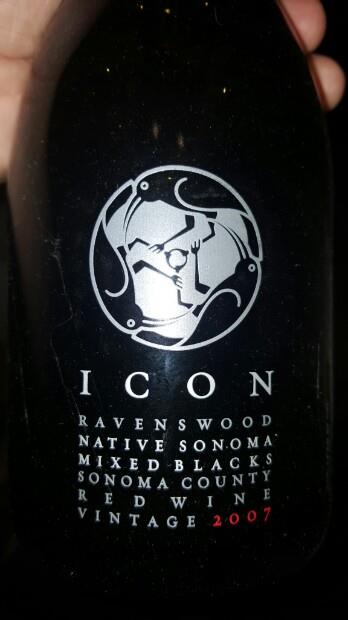 ICON
RAVENSWOOD
NATIVE SONOMA
MIXED BLACKS
SONOMA COUNTY
RED WINE
VINTAGE 2007